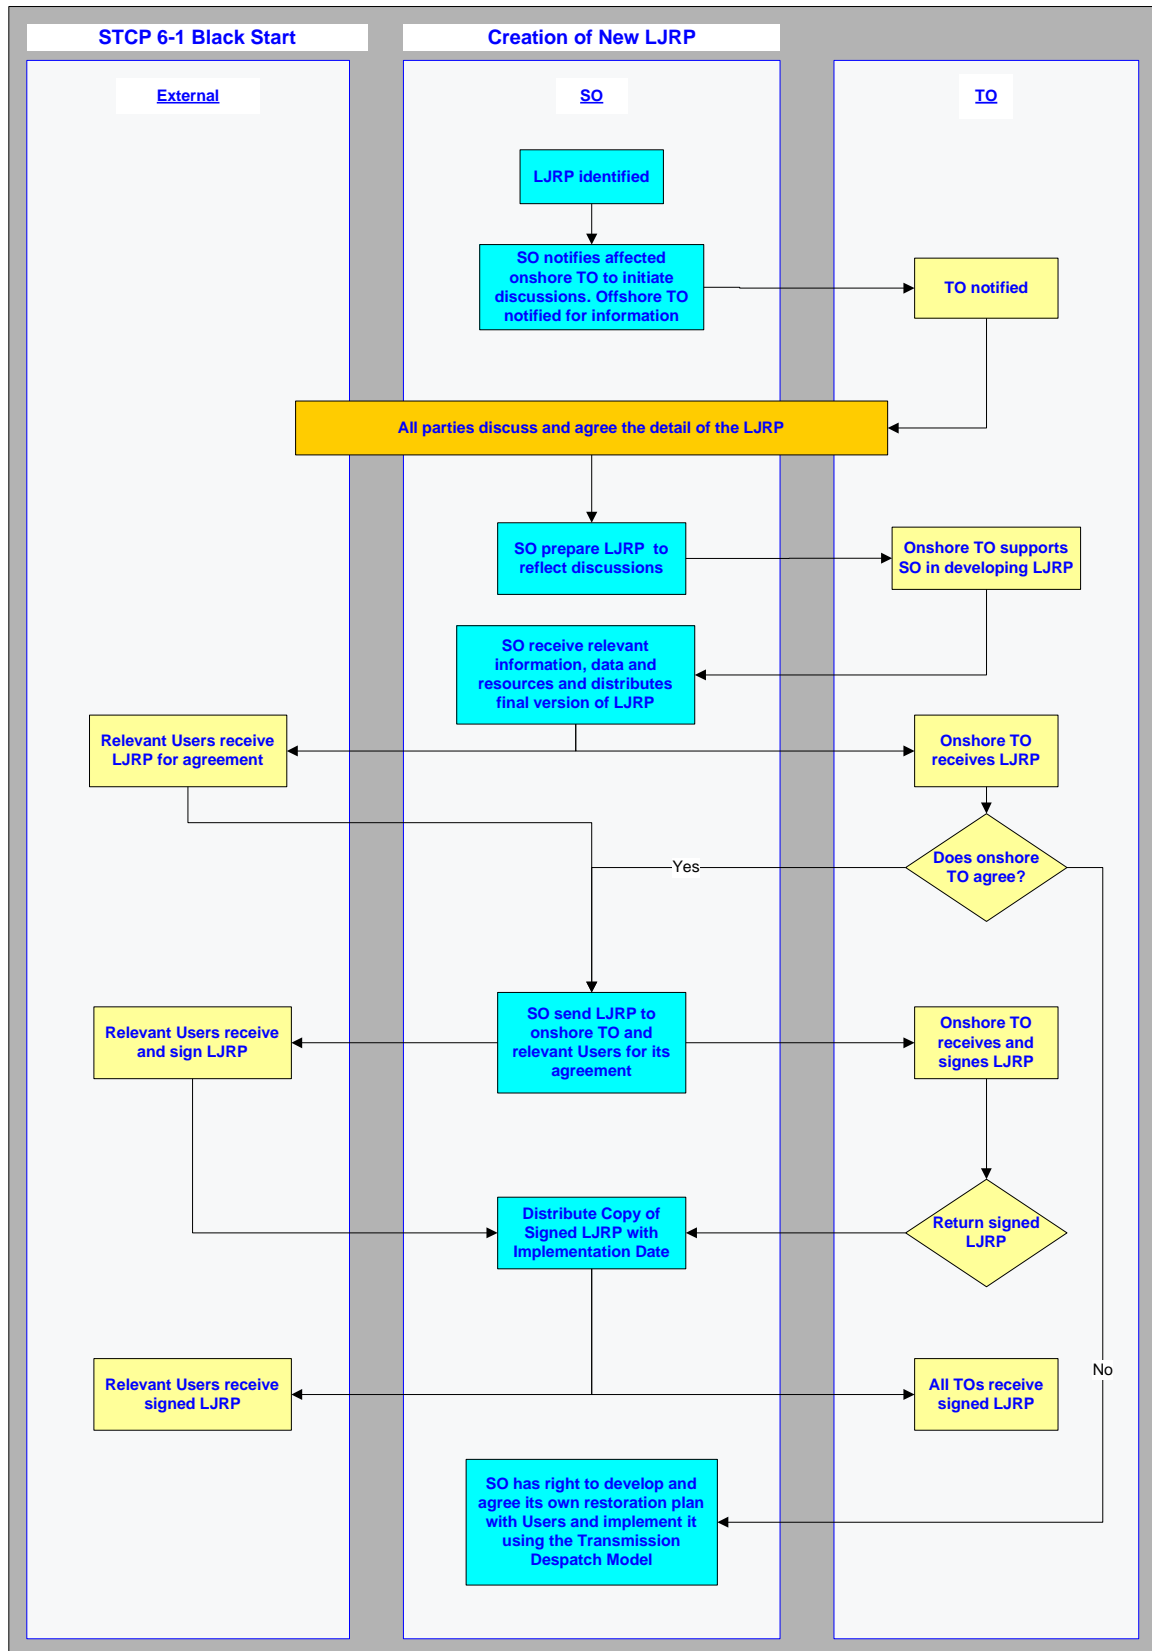 STCP 6-1 Black Start
Creation of New LJRP
External
SO
TO
LJRP identified
SO notifies affected
onshore TO to initiate
discussions. Offshore TO
notified for information
TO notified
All parties discuss and agree the detail of the LJRP
SO prepare LJRP to
reflect discussions
Onshore TO supports
SO in developing LJRP
SO receive relevant
information, data and
resources and distributes
final version of LJRP
Relevant Users receive
LJRP for agreement
Onshore TO
receives LJRP
Does onshore
TO agree?
Yes
Relevant Users receive
and sign LJRP
SO send LJRP to
onshore TO and
relevant Users for its
agreement
Onshore TO
receives and
signes LJRP
Distribute Copy of
Signed LJRP with
Implementation Date
Return signed
LJRP
No
Relevant Users receive
signed LJRP
All TOs receive
signed LJRP
SO has right to develop and
agree its own restoration plan
with Users and implement it
using the Transmission
Despatch Model